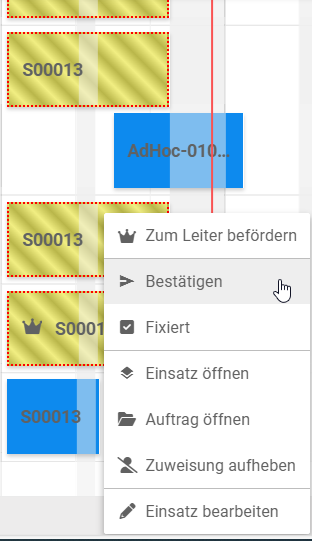 S00013
AdHoc-010...
S00013
Zum Leiter befördern
Bestätigen
S0001
Fixiert
Einsatz öffnen
S00013
Auftrag öffnen
Zuweisung aufheben
Einsatz bearbeiten